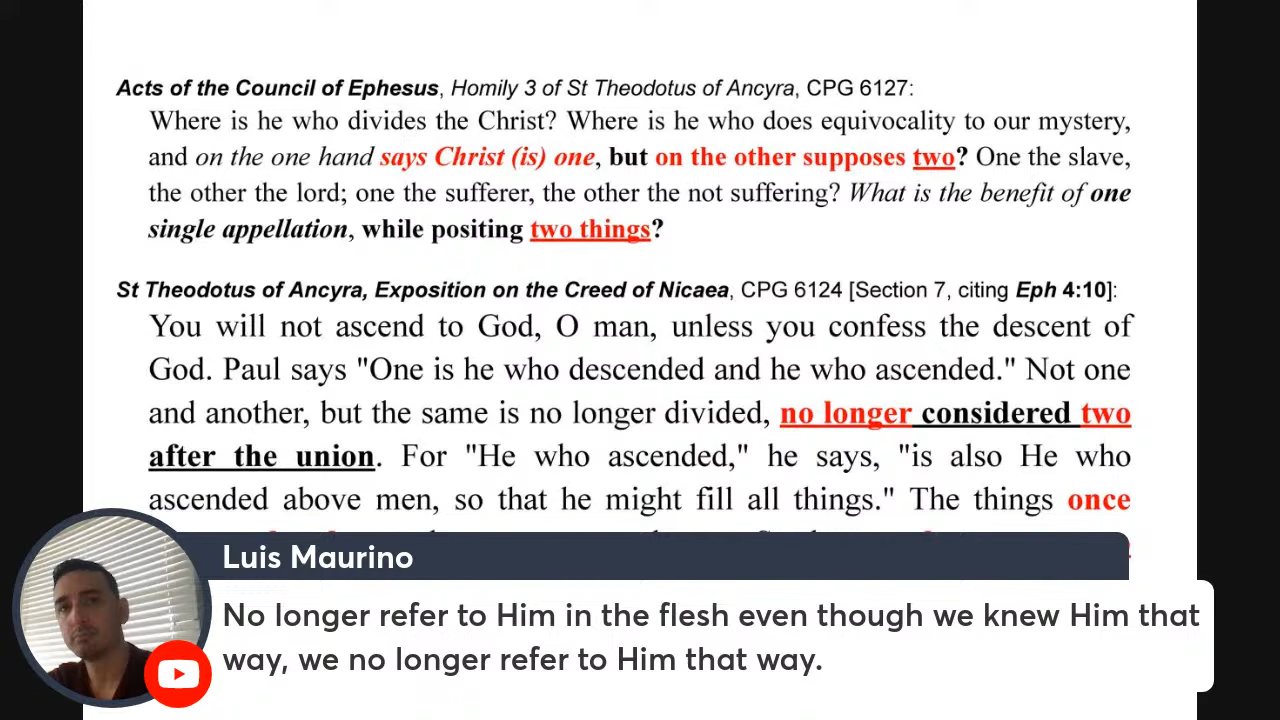 Acts of the Council of Ephesus, Homily 3 of St Theodotus of Ancyra, CPG 6127:
Where is he who divides the Christ? Where is he who does equivocality to our mystery,
and on the one hand says Christ (is) one, but on the other supposes two? One the slave,
the other the lord; one the sufferer, the other the not suffering? What is the benefit of one
single appellation, while positing two things?
St Theodotus of Ancyra, Exposition on the Creed of Nicaea, CPG 6124 [Section 7, citing Eph 4:10]:
You will not ascend to God, O man, unless you confess the descent of
God. Paul says "One is he who descended and he who ascended." Not one
and another, but the same is no longer divided, no longer considered two
after the union. For "He who ascended," he says, "is also He who
ascended above men, so that he might fill all things." The things once
Luis Maurino
No longer refer to Him in the flesh even though we knew Him that
way, we no longer refer to Him that way.